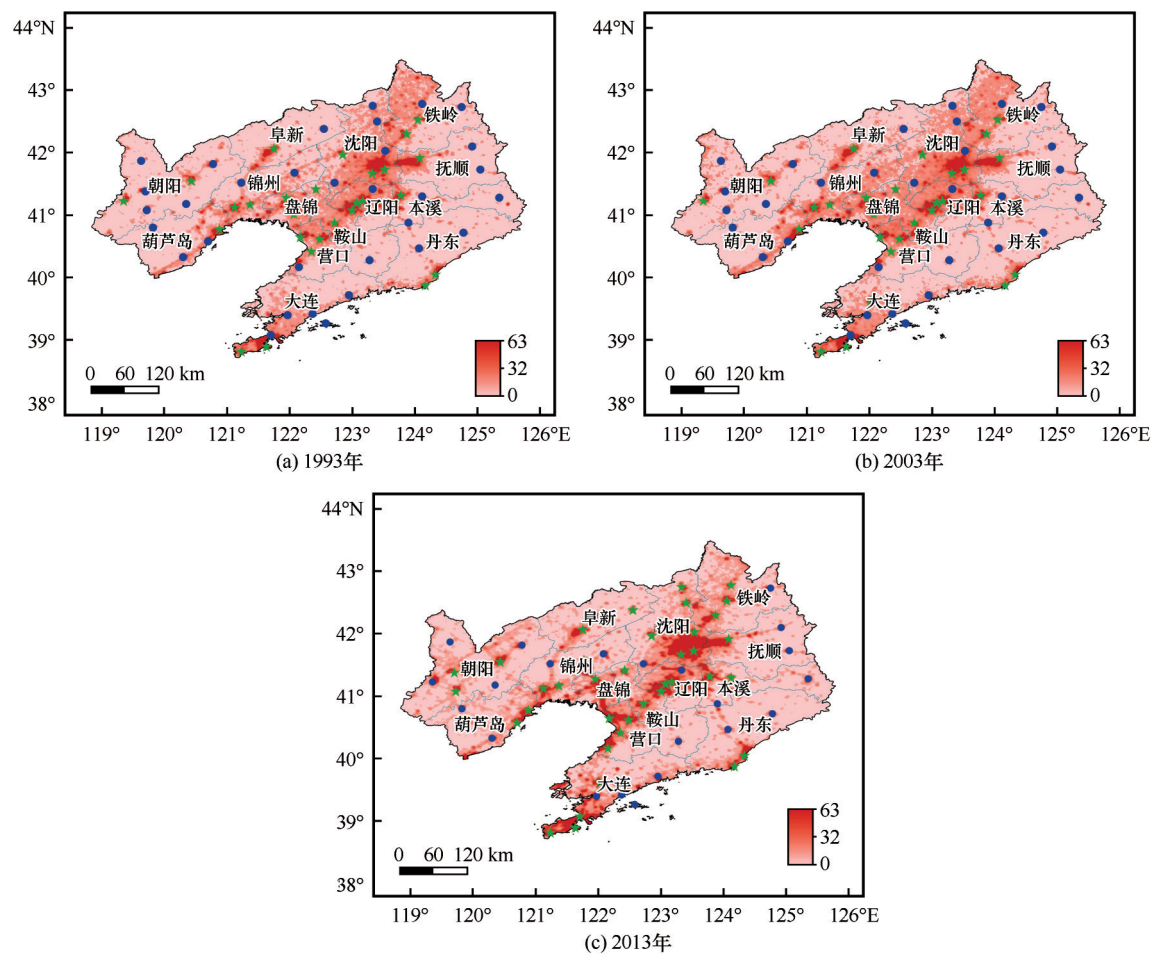 44°N
43°
42°
41°
40°
39°
38°
铁岭
阜新
沈阳
抚顺
朝阳
锦州
盘锦
辽阳
本溪
葫芦岛
鞍山
丹东
营口
大连
0 60 120 km
63
32
0
119° 120° 121° 122° 123° 124° 125° 126°E
(a) 1993年
44°N
43°
42°
41°
40°
39°
38°
铁岭
阜新
沈阳
抚顺
朝阳
锦州
盘锦
辽阳
本溪
葫芦岛
鞍山
丹东
营口
大连
0 60 120 km
63
32
0
119° 120° 121° 122° 123° 124° 125° 126°E
(b) 2003年
44°N
43°
42°
41°
40°
39°
38°
铁岭
阜新
沈阳
抚顺
朝阳
锦州
盘锦
辽阳
本溪
葫芦岛
鞍山
丹东
营口
大连
0 60 120 km
63
32
0
119° 120° 121° 122° 123° 124° 125° 126°E
(c) 2013年